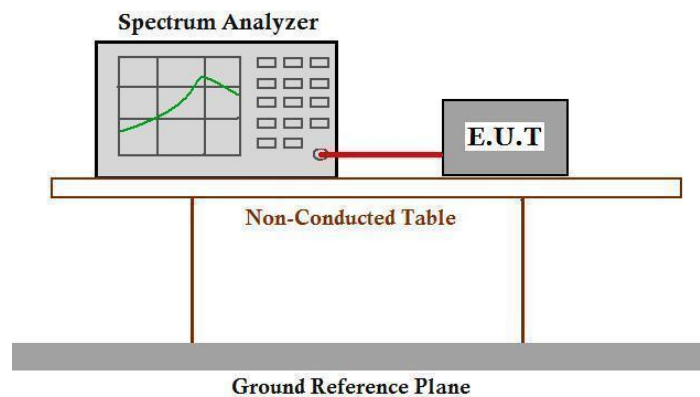 Spectrum Analyzer
E.U.T
Non-Conducted Table
Ground Reference Plane